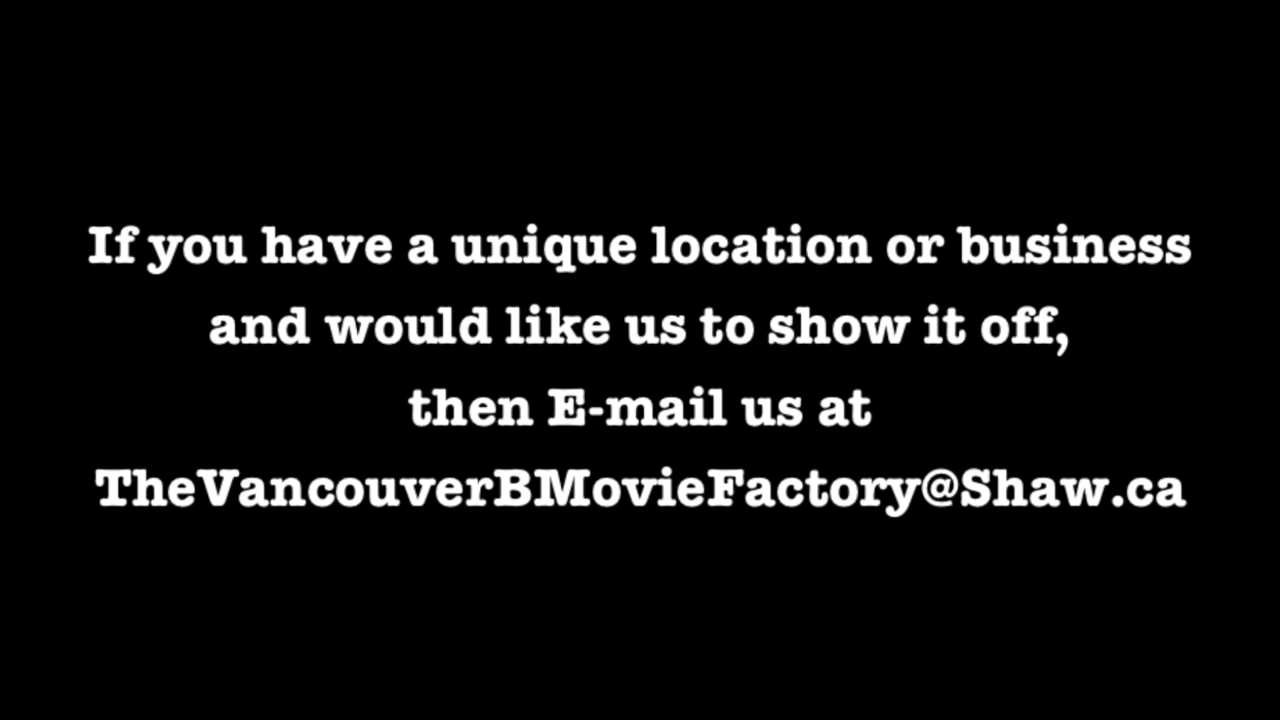 If you have a unique location or business
and would like us to show it off,
then E-mail us at
TheVancouverBMovieFactory@Shaw.ca